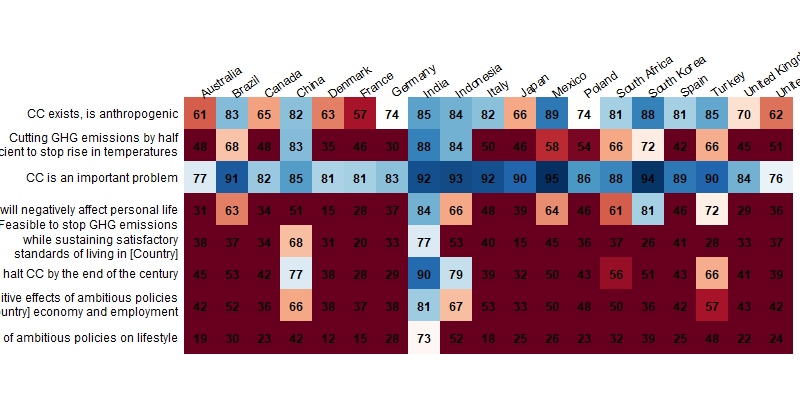 Australia Brazil Canada China Denmark France Germany India Indonesia Italy Japan Mexico Poland South Africa South Korea Spain Turkey United
CC exists, is anthropogenic 61 83 65 82 63 57 74 85 84 82 66 89 74 81 88 81 85 70 62
Cutting GHG emissions by half
to stop rise in temperatures 48 68 48 83 35 46 30 88 84 50 46 58 54 66 72 42 66 45 51
CC is an important problem 77 91 82 85 81 81 83 92 93 92 90 95 86 88 94 89 90 84 76
will negatively affect personal life 31 63 34 51 15 28 37 84 66 48 39 64 46 61 81 46 72 29 36
Feasible to stop GHG emissions
while sustaining satisfactory 38 37 34 68 31 20 33 77 53 40 15 45 36 37 26 41 28 33 37
standards of living in [Country]
halt CC by the end of the century 45 53 42 77 38 28 29 90 79 39 32 50 43 56 51 43 66 41 39
effects of ambitious policies
economy and employment 42 52 36 66 38 37 38 81 67 53 33 50 48 50 36 42 57 43 42
of ambitious policies on lifestyle 19 30 23 42 12 15 28 73 52 18 25 26 23 32 39 25 48 22 24